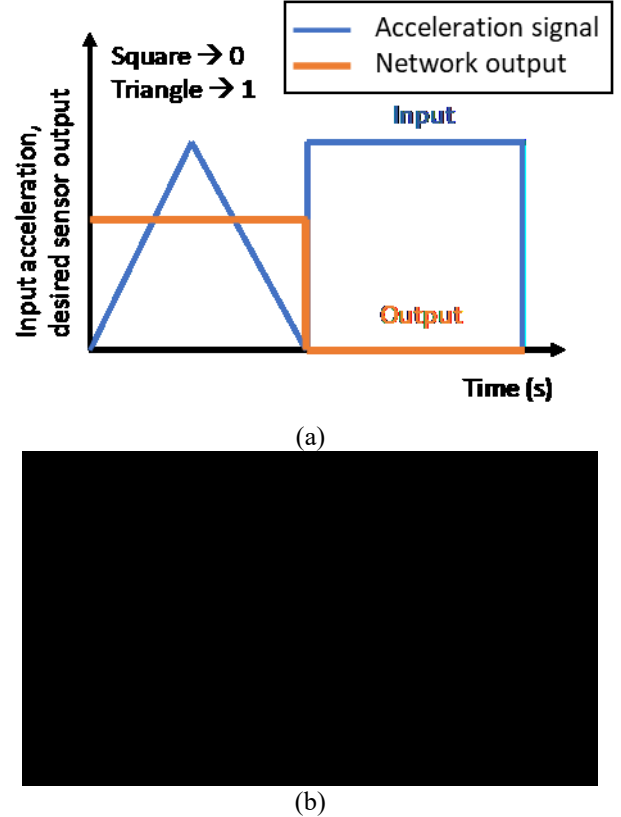 Square → 0
Triangle → 1
Acceleration signal
Network output
Input
Input acceleration,
desired sensor output
Output
Time (s)
(a)
(b)